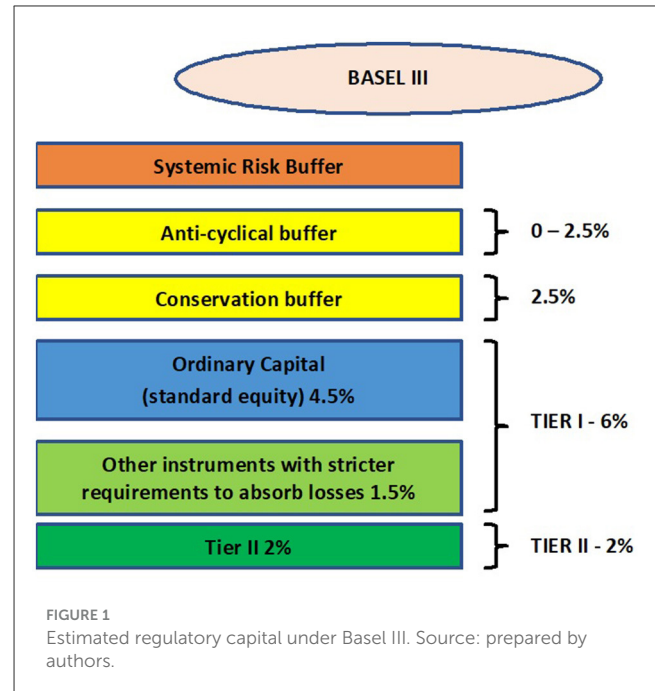 BASEL III
Systemic Risk Buffer
Anti-cyclical buffer
0 – 2.5%
Conservation buffer
2.5%
Ordinary Capital
(standard equity) 4.5%
TIER I - 6%
Other instruments with stricter
requirements to absorb losses 1.5%
Tier II 2%
TIER II - 2%
FIGURE 1
Estimated regulatory capital under Basel III. Source: prepared by
authors.